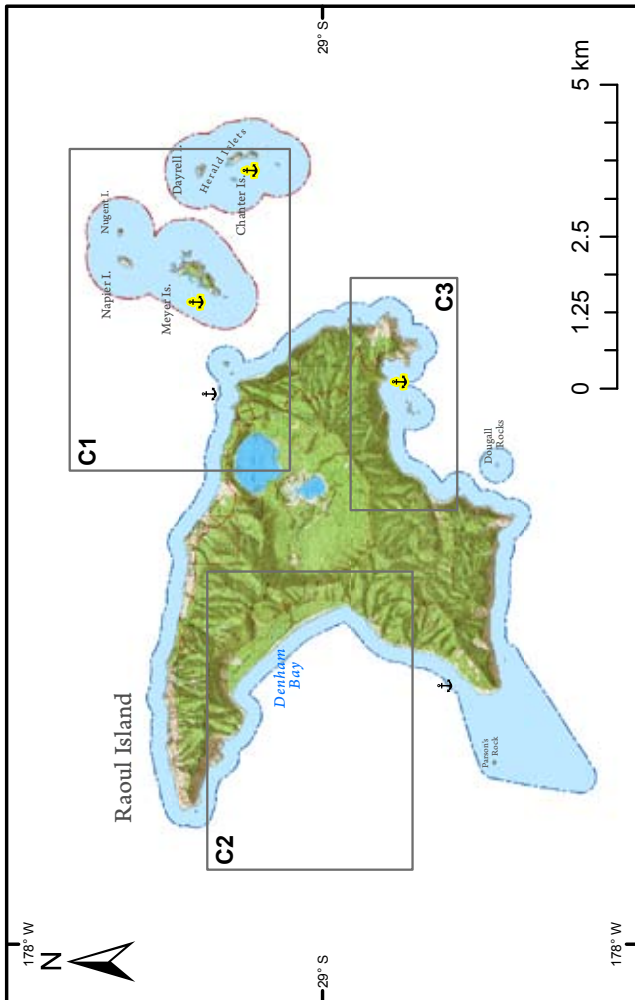 178° W
N
C1
Napier I.
Nugent I.
Raoul Island
Meyer Is.
Dayrell I.
Herald Islets
C2
Chanter Is.
Denham
Bay
29° S
29° S
C3
Parson's
Rock
Dougall
Rocks
0 1.25 2.5 5 km
178° W